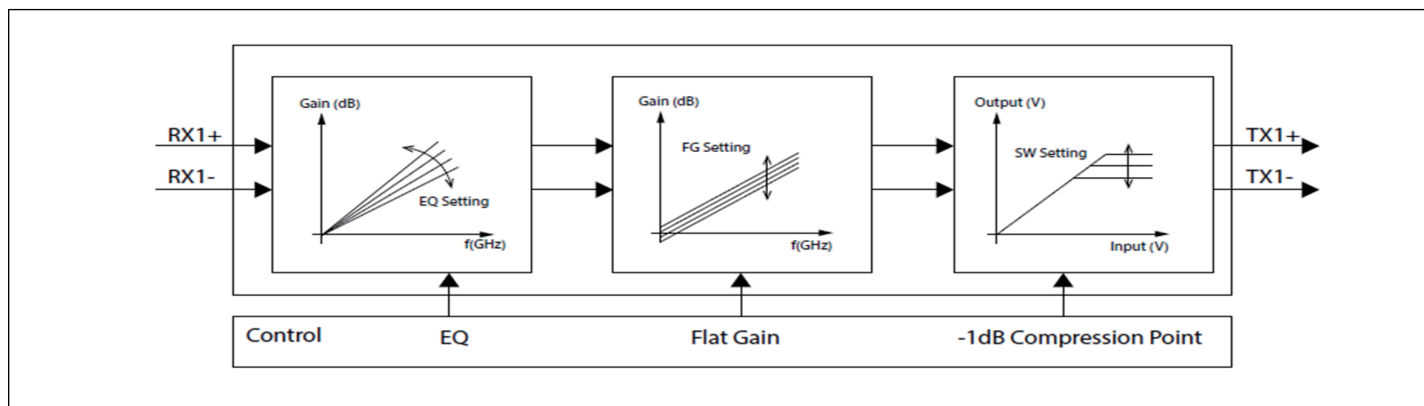 Gain (dB)
EQ Setting
f(GHz)
Gain (dB)
FG Setting
f(GHz)
Output (V)
SW Setting
Input (V)
RX1+
RX1-
TX1+
TX1-
Control
EQ
Flat Gain
-1dB Compression Point